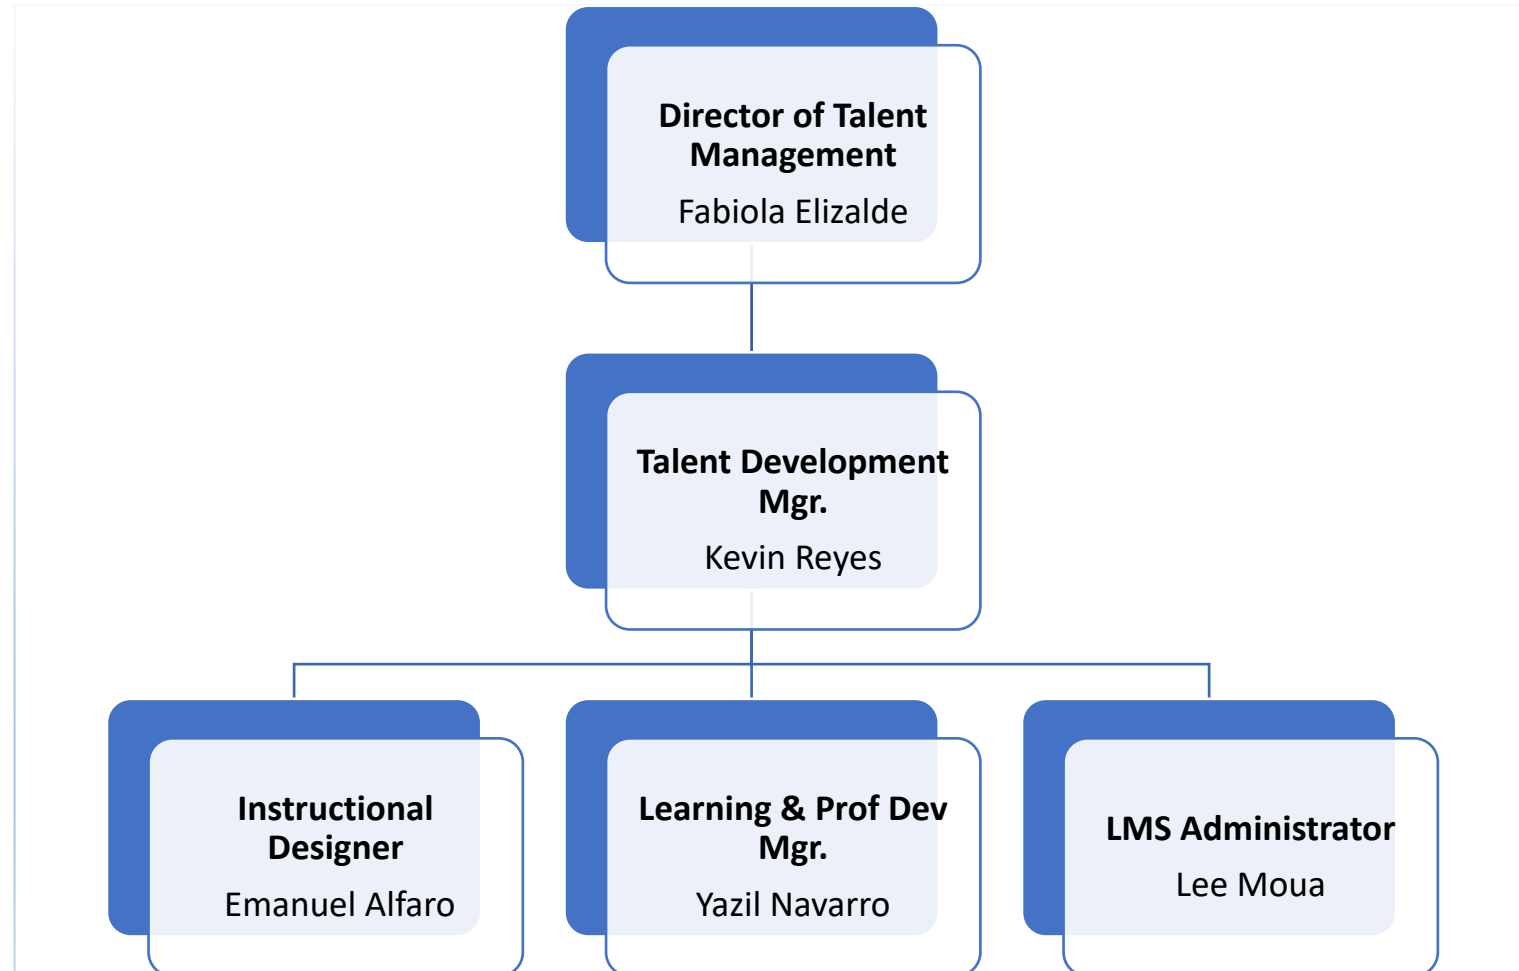 Director of Talent
Management
Fabiola Elizalde
Talent Development
Mgr.
Kevin Reyes
Instructional
Designer
Emanuel Alfaro
Learning & Prof Dev
Mgr.
Yazil Navarro
LMS Administrator
Lee Moua